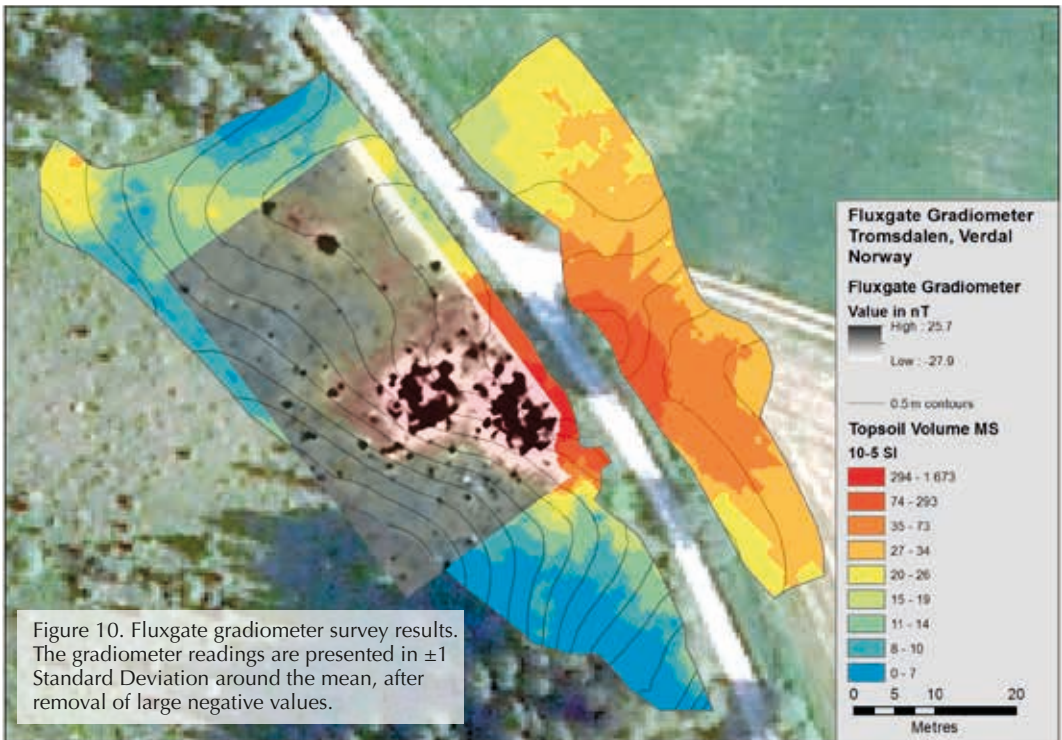 Fluxgate Gradiometer
Tromsdalen, Verdal
Norway
Fluxgate Gradiometer
Value in nT
High : 25.7
Low : -27.9
0.5 m contours
Topsoil Volume MS
10-5 SI
294 - 1 673
74 - 293
35 - 73
27 - 34
20 - 26
15 - 19
11 - 14
8 - 10
0 - 7
0 5 10 20
Metres
Figure 10. Fluxgate gradiometer survey results.
The gradiometer readings are presented in ±1
Standard Deviation around the mean, after
removal of large negative values.